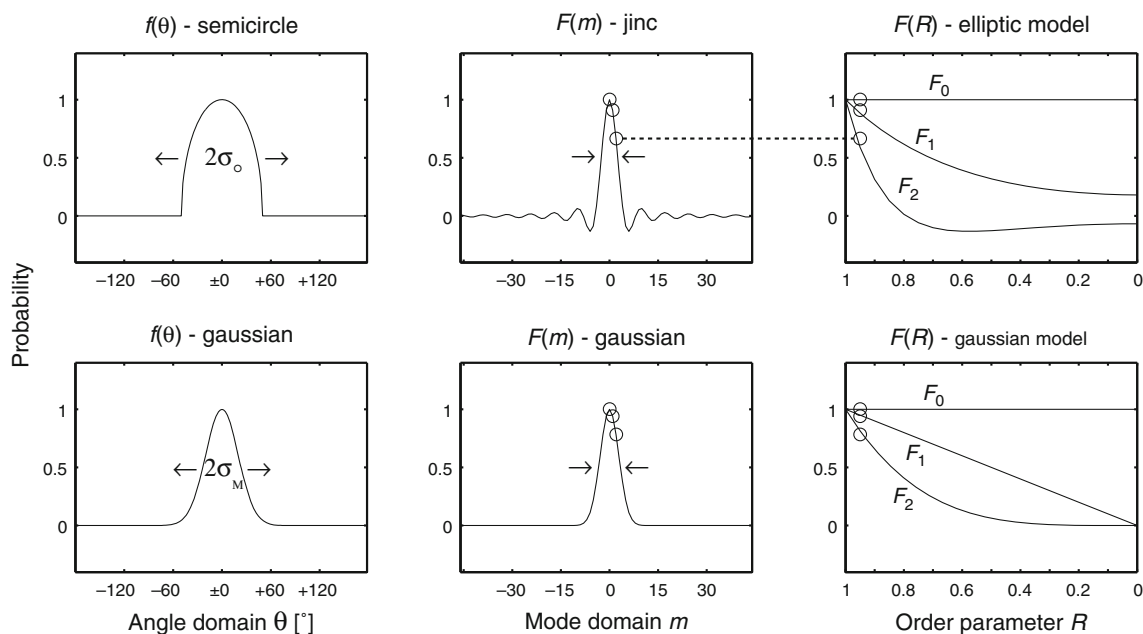 f(θ) - semicircle
F(m) - jinc
F(R) - elliptic model
1
0.5
0
2σ₀
−120 −60 ±0 +60 +120
1
0.5
0
−30 −15 0 15 30
1
0.5
0
F₀
F₁
F₂
1 0.8 0.6 0.4 0.2 0
Probability
f(θ) - gaussian
F(m) - gaussian
F(R) - gaussian model
1
0.5
0
2σ_M
−120 −60 ±0 +60 +120
Angle domain θ [°]
1
0.5
0
−30 −15 0 15 30
Mode domain m
1
0.5
0
F₀
F₁
F₂
1 0.8 0.6 0.4 0.2 0
Order parameter R